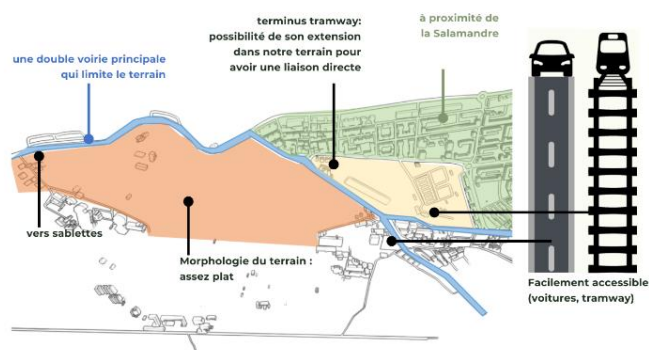 une double voirie principale
qui limite le terrain
terminus tramway:
possibilité de son extension
dans notre terrain pour
avoir une liaison directe
à proximité de
la Salamandre
vers sablettes
Morphologie du terrain :
assez plat
Facilement accessible
(voitures, tramway)